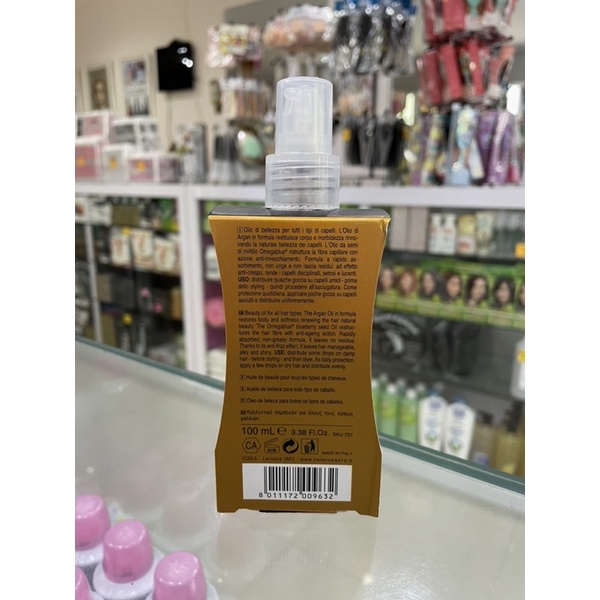 Olio di bellezza per tutti i tipi di capelli. L'Olio di
Argan in formula restituisce corpo e morbidezza rinno-
vando la naturale bellezza dei capelli. L'Olio da semi
di mirtillo Omegablue® ristruttura la fibra capillare con
azione anti-invecchiamento. Formula a rapido as-
sorbimento, non unge e non lascia residui: ad effetto
anti-crespo, rende i capelli disciplinati, setosi e lucenti.
USO: distribuire qualche goccia su capelli umidi - prima
dello styling - quindi procedere all'asciugatura. Come
protezione quotidiana, applicare poche gocce su capelli
asciutti e distribuire uniformemente.
Beauty oil for all hair types. The Argan Oil in formula
restores body and softness renewing the hair natural
beauty. The Omegablue® blueberry seed Oil restruc-
tures the hair fibre with anti-ageing action. Rapidly
absorbed, non-greasy formula, it leaves no residue.
Thanks to its anti-frizz effect, it leaves hair manageable,
silky and shiny. USE: distribute some drops on damp
hair - before styling - and then style. As daily protection,
apply a few drops on dry hair and distribute evenly.
Huile de beauté pour tous les types de cheveux
Aceite de belleza para todo tipo de cabello.
Óleo de beleza para todos os tipos de cabelo.
100 mL ℮ 3.38 Fl.Oz. SKU 787
CA
MADE IN ITALY
8 011172 009632